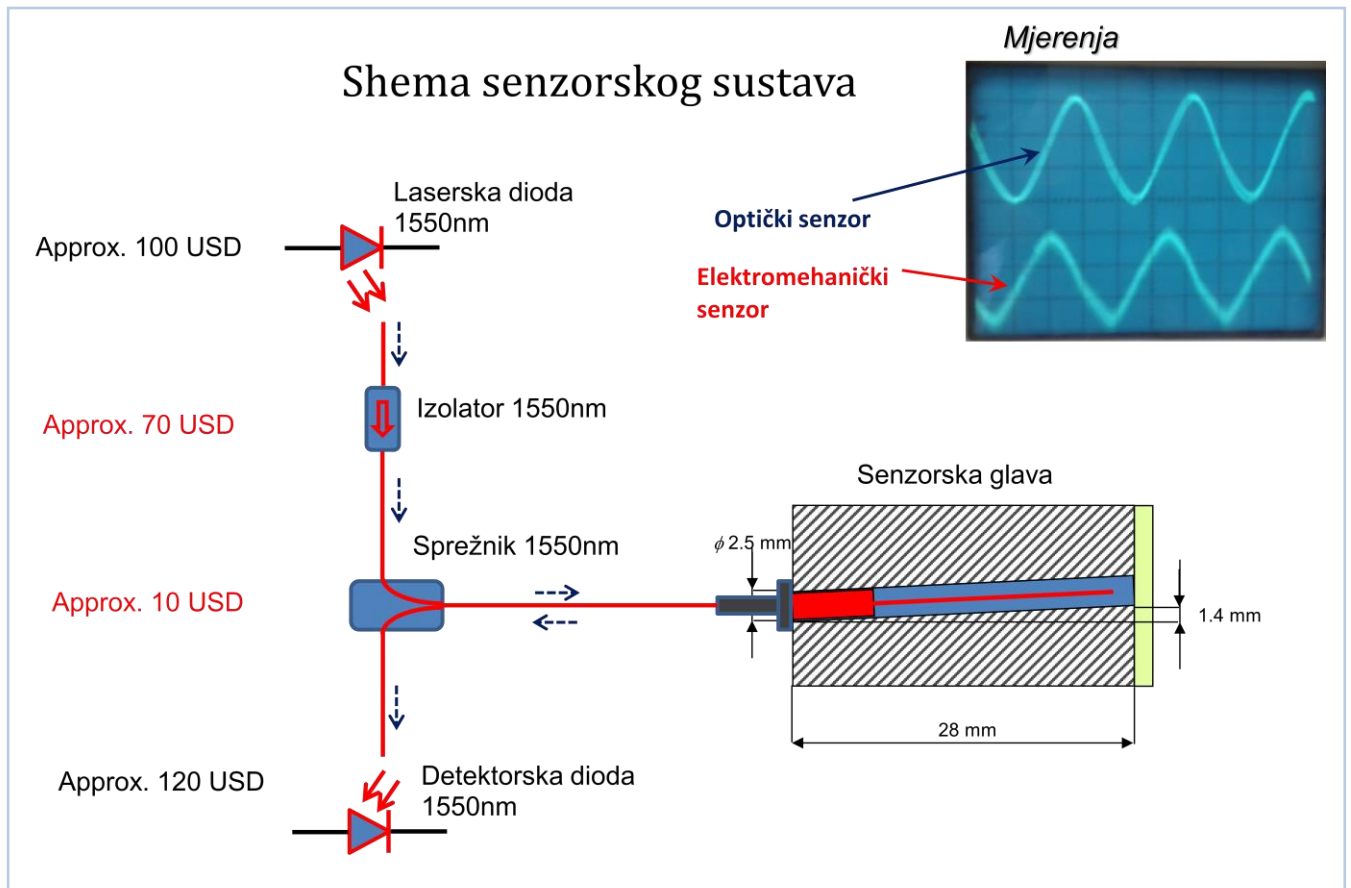 Mjerenja
Shema senzorskog sustava
Laserska dioda
1550nm
Approx. 100 USD
Optički senzor
Elektromehanički
senzor
Izolator 1550nm
Approx. 70 USD
Senzorska glava
Sprežnik 1550nm
ϕ 2.5 mm
Approx. 10 USD
1.4 mm
28 mm
Approx. 120 USD
Detektorska dioda
1550nm